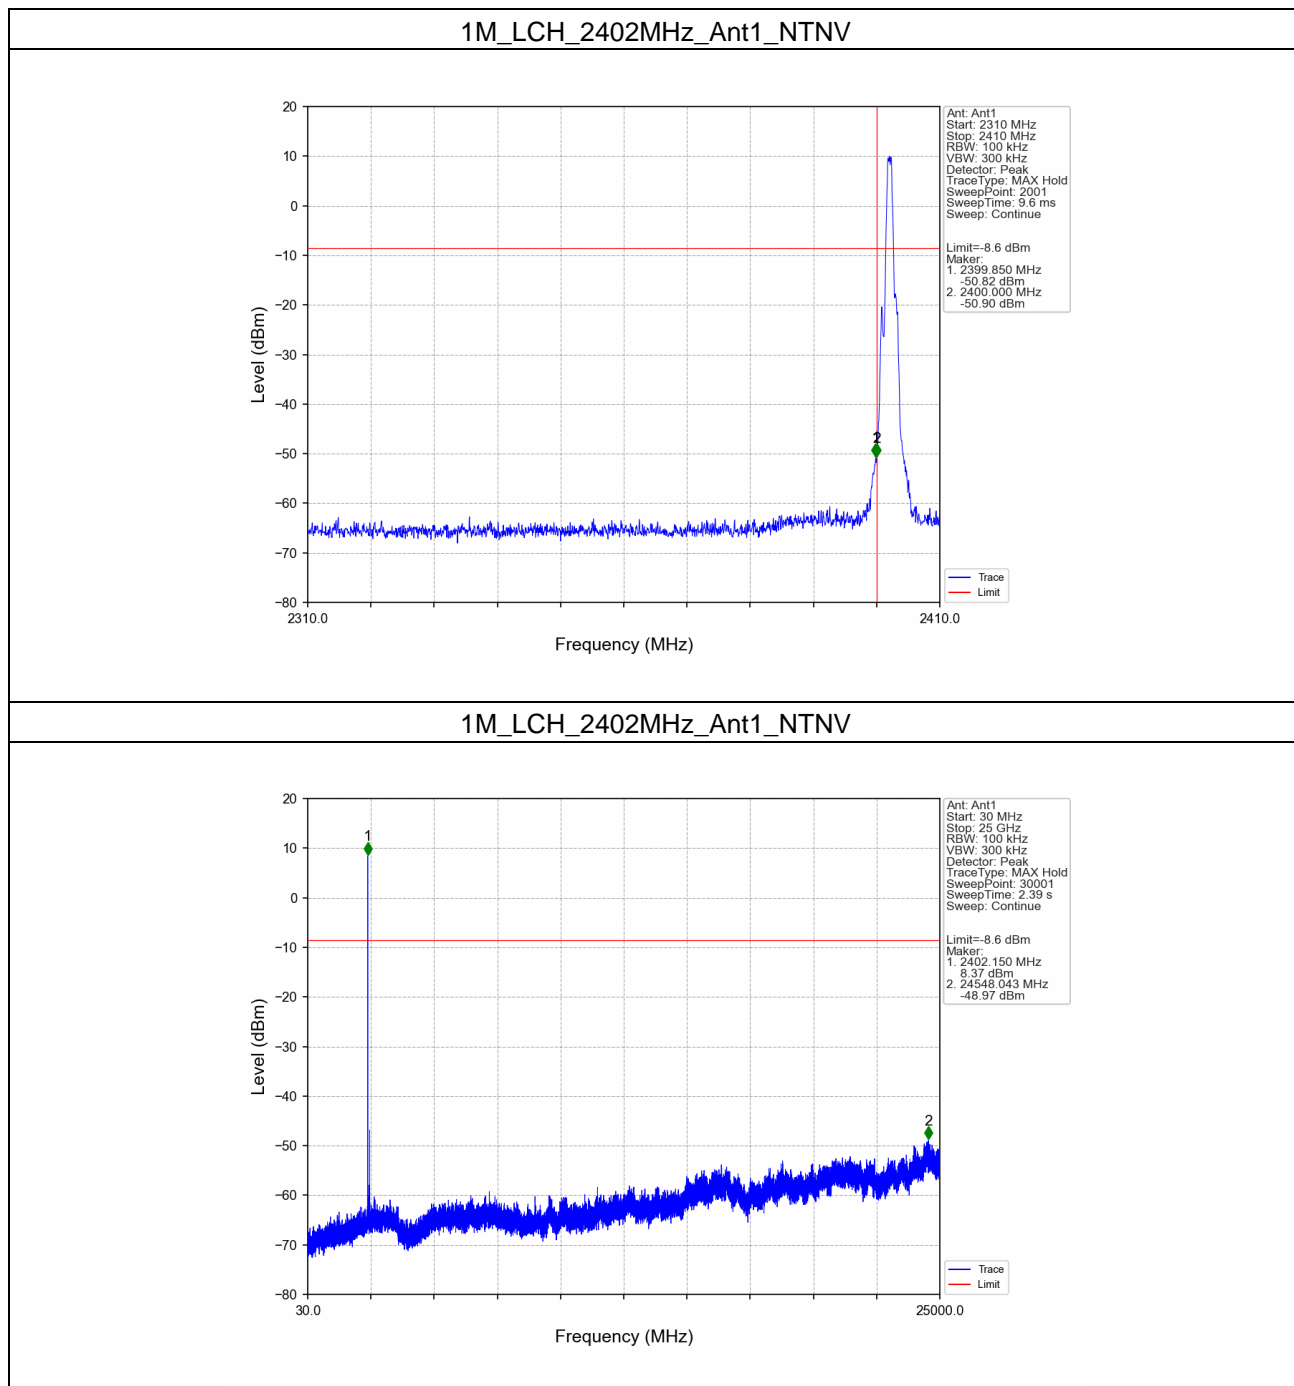 1M_LCH_2402MHz_Ant1_NTNV
20
10
0
−10
−20
−30
−40
−50
−60
−70
−80
Level (dBm)
2310.0
2410.0
Frequency (MHz)
2
Ant: Ant1
Start: 2310 MHz
Stop: 2410 MHz
RBW: 100 kHz
VBW: 300 kHz
Detector: Peak
TraceType: MAX Hold
SweepPoint: 2001
SweepTime: 9.6 ms
Sweep: Continue
Limit=-8.6 dBm
Maker:
1. 2399.850 MHz
-50.82 dBm
2. 2400.000 MHz
-50.90 dBm
Trace
Limit
1M_LCH_2402MHz_Ant1_NTNV
20
10
0
−10
−20
−30
−40
−50
−60
−70
−80
Level (dBm)
30.0
25000.0
Frequency (MHz)
1
2
Ant: Ant1
Start: 30 MHz
Stop: 25 GHz
RBW: 100 kHz
VBW: 300 kHz
Detector: Peak
TraceType: MAX Hold
SweepPoint: 30001
SweepTime: 2.39 s
Sweep: Continue
Limit=-8.6 dBm
Maker:
1. 2402.150 MHz
8.37 dBm
2. 24548.043 MHz
-48.97 dBm
Trace
Limit